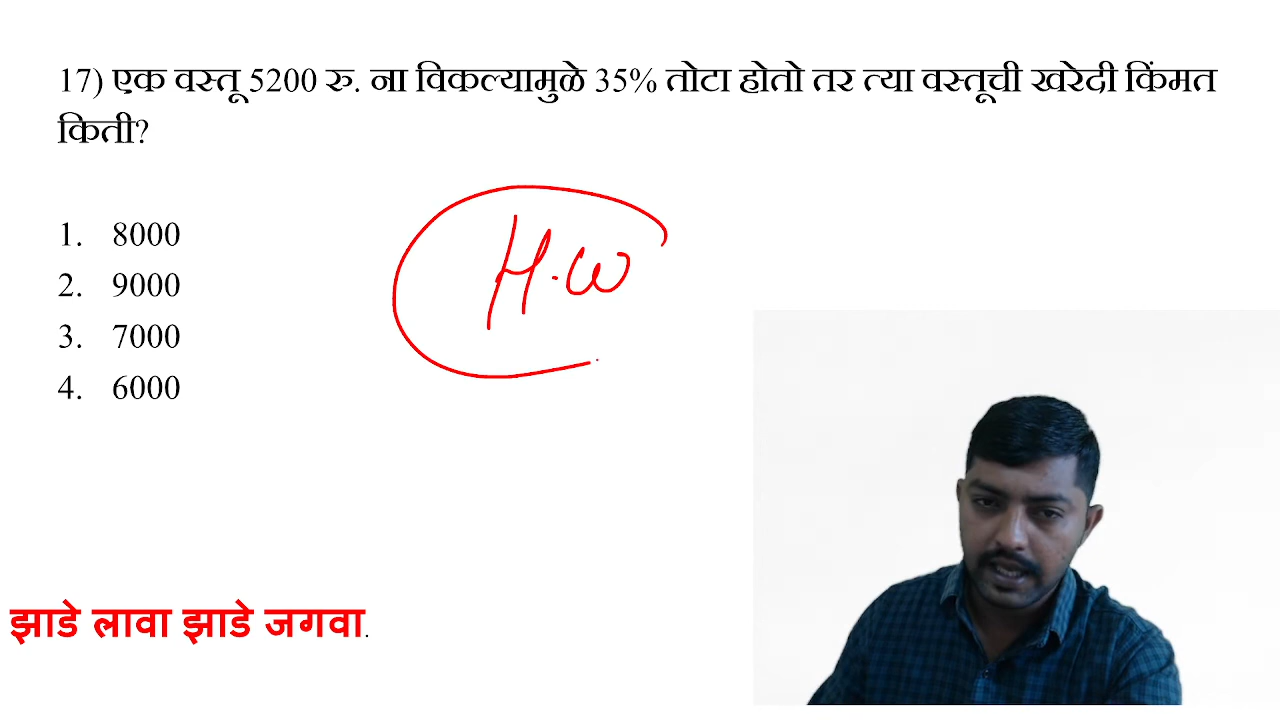 17) एक वस्तू 5200 रु. ना विकल्यामुळे 35% तोटा होतो तर त्या वस्तूची खरेदी किंमत
किती?
1. 8000
H.W
2. 9000
3. 7000
4. 6000
झाडे लावा झाडे जगवा.